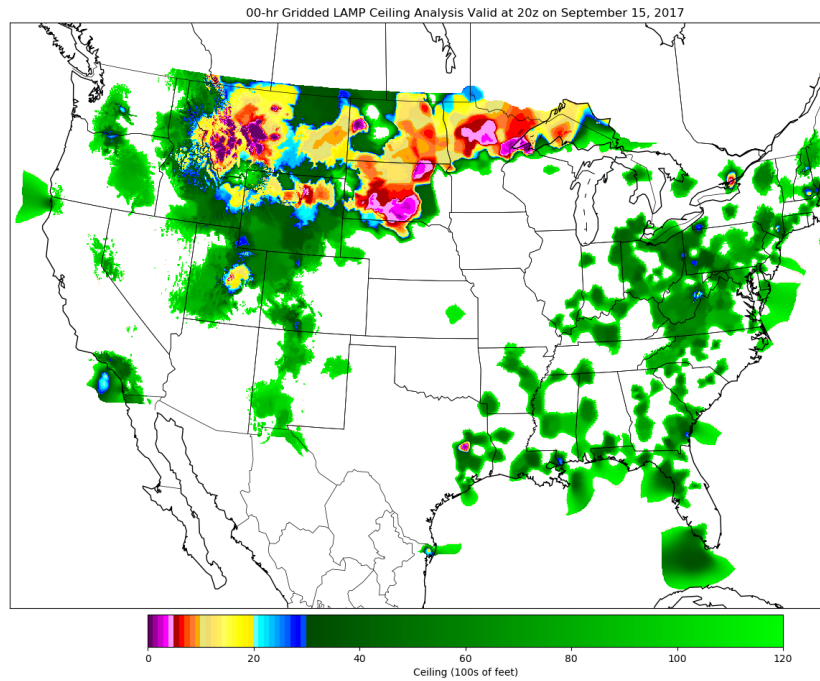 00-hr Gridded LAMP Ceiling Analysis Valid at 20z on September 15, 2017
0 20 40 60 80 100 120
Ceiling (100s of feet)